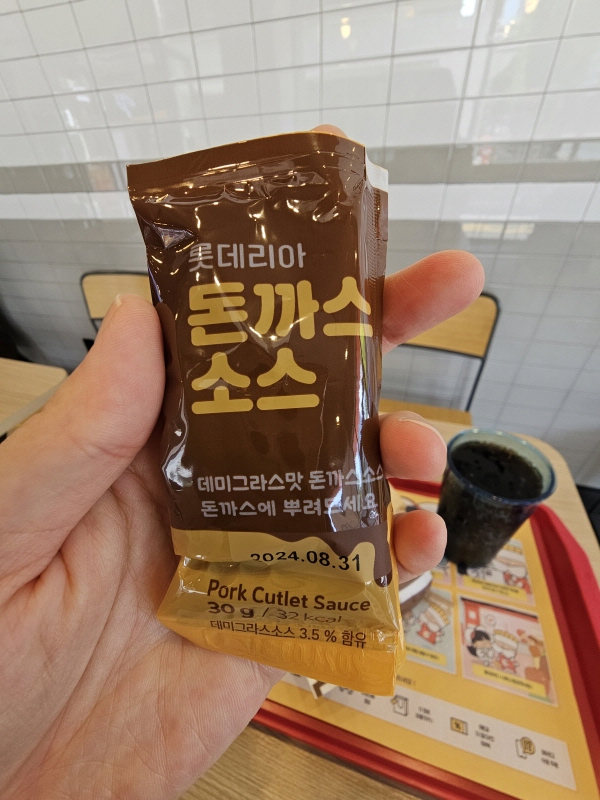 롯데리아
돈까스
소스
데미그라스맛 돈까스소스
돈까스에 뿌려드세요
2024.08.31
Pork Cutlet Sauce
30 g / 32 kcal
데미그라스소스 3.5 % 함유